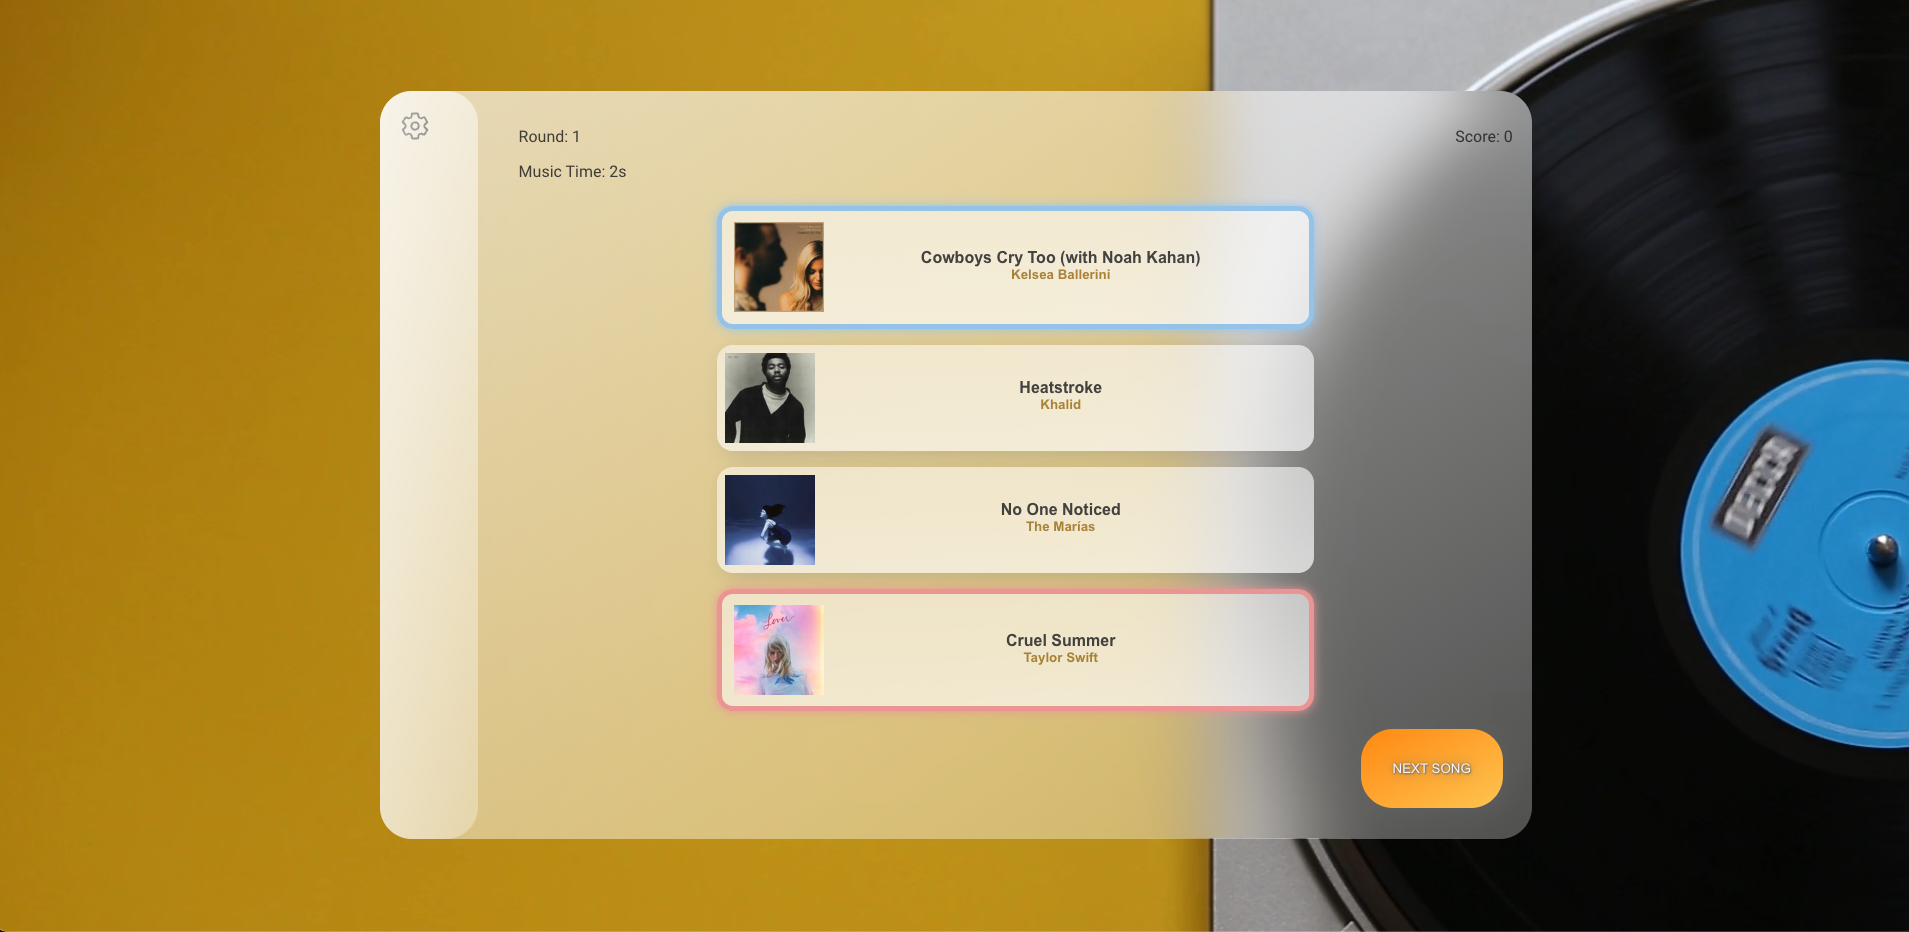 Round: 1
Score: 0
Music Time: 2s
Cowboys Cry Too (with Noah Kahan)
Kelsea Ballerini
Heatstroke
Khalid
No One Noticed
The Marías
Lover
Cruel Summer
Taylor Swift
NEXT SONG